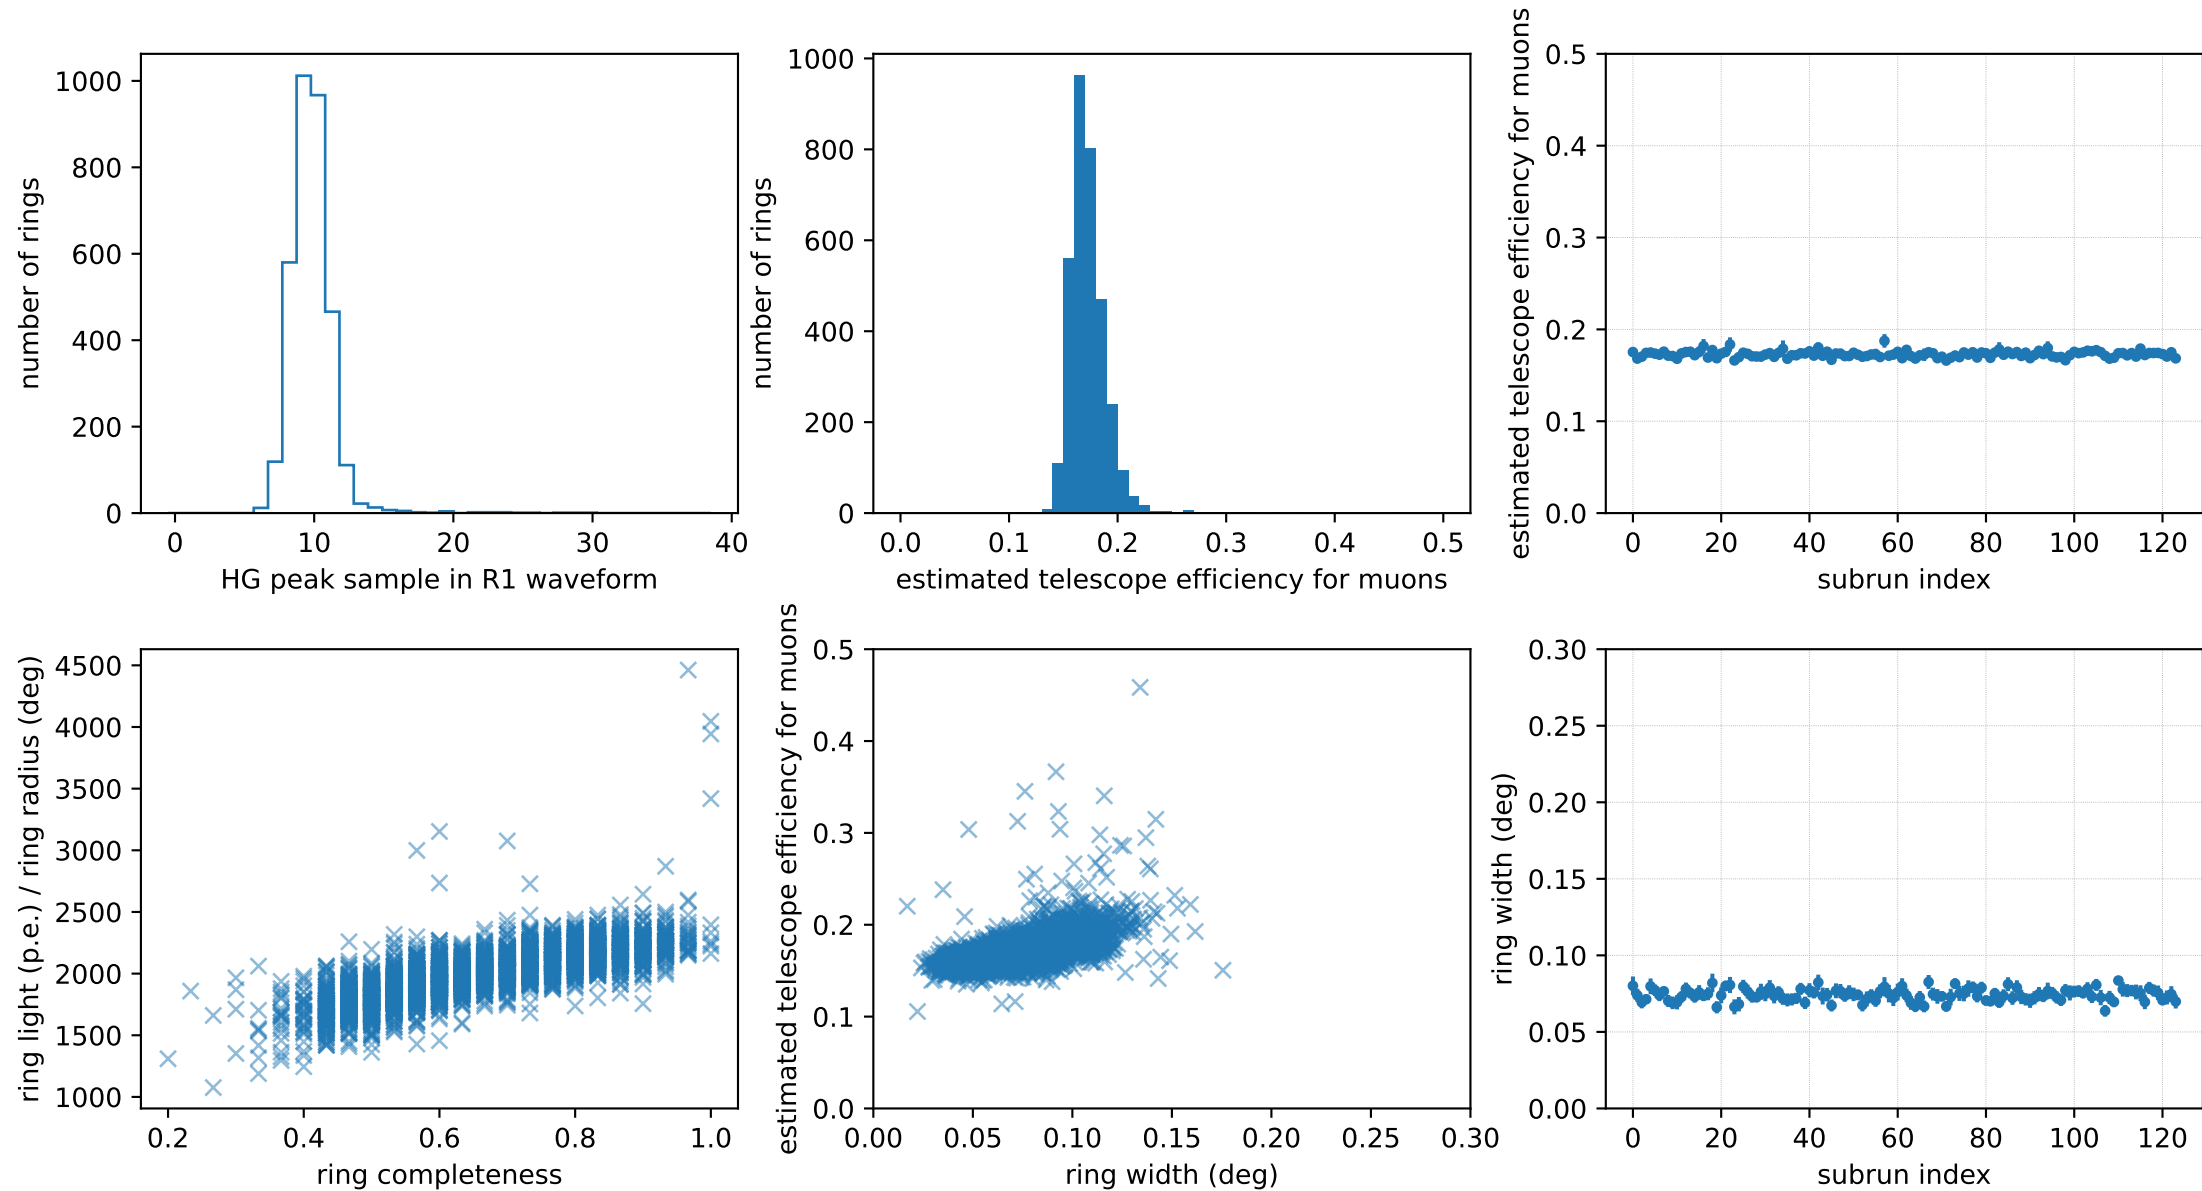 number of rings
1000
800
600
400
200
0
0 10 20 30 40
HG peak sample in R1 waveform
number of rings
1000
800
600
400
200
0
0.0 0.1 0.2 0.3 0.4 0.5
estimated telescope efficiency for muons
estimated telescope efficiency for muons
0.5
0.4
0.3
0.2
0.1
0.0
0 20 40 60 80 100 120
subrun index
ring light (p.e.) / ring radius (deg)
4500
4000
3500
3000
2500
2000
1500
1000
0.2 0.4 0.6 0.8 1.0
ring completeness
estimated telescope efficiency for muons
0.5
0.4
0.3
0.2
0.1
0.0
0.00 0.05 0.10 0.15 0.20 0.25 0.30
ring width (deg)
ring width (deg)
0.30
0.25
0.20
0.15
0.10
0.05
0.00
0 20 40 60 80 100 120
subrun index